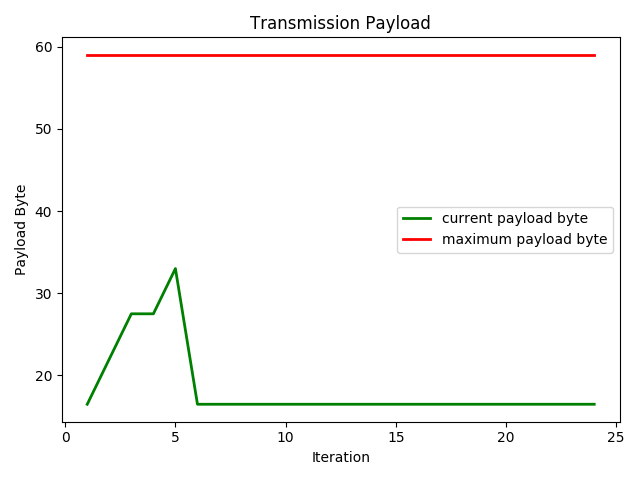 Transmission Payload
60
50
40
30
20
Payload Byte
current payload byte
maximum payload byte
0
5
10
15
20
25
Iteration